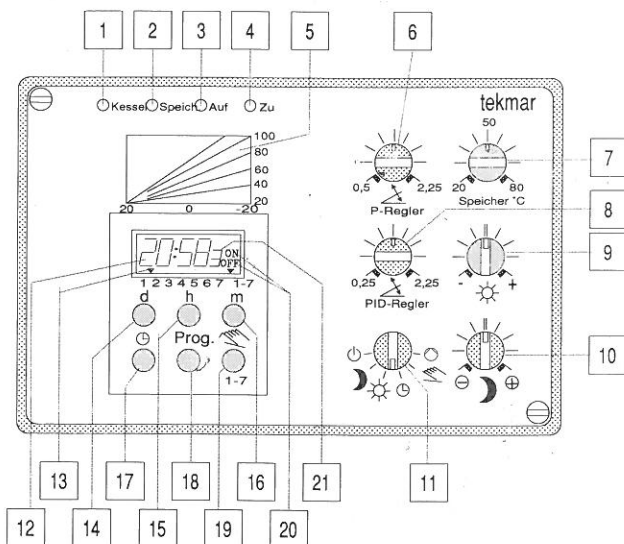 1 2 3 4 5 6
Kessel Speich Auf Zu
tekmar
100
80
60
40
20
20 0 -20
50
0,5 2,25
P-Regler
20 80
Speicher °C
7
8
20:583
ON
OFF
1 2 3 4 5 6 7 1-7
d h m
Prog.
1-7
0,25 2,25
PID-Regler
- +
9
10
13 17 18 16 21 11
12 14 15 19 20